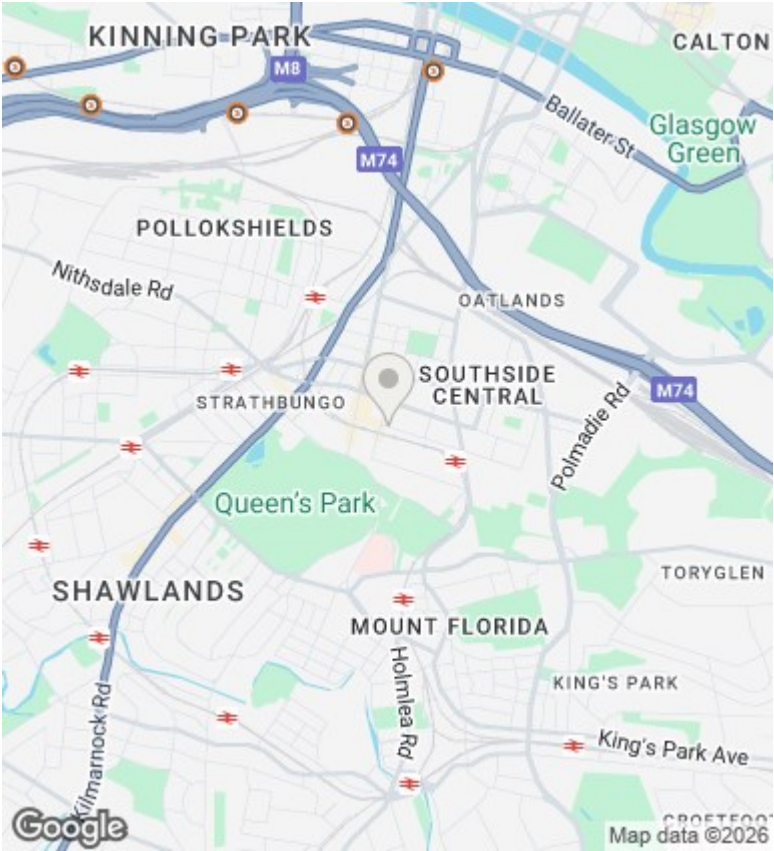 KINNING PARK
CALTON
M8
Ballater St
Glasgow
Green
M74
POLLOKSHIELDS
Nithsdale Rd
OATLANDS
SOUTHSIDE
CENTRAL
STRATHBUNGO
M74
Polmadie Rd
Queen's Park
TORYGLEN
SHAWLANDS
MOUNT FLORIDA
Holmlea Rd
KING'S PARK
Kilmarnock Rd
King's Park Ave
CROFTFOOT
Google
Map data ©2026